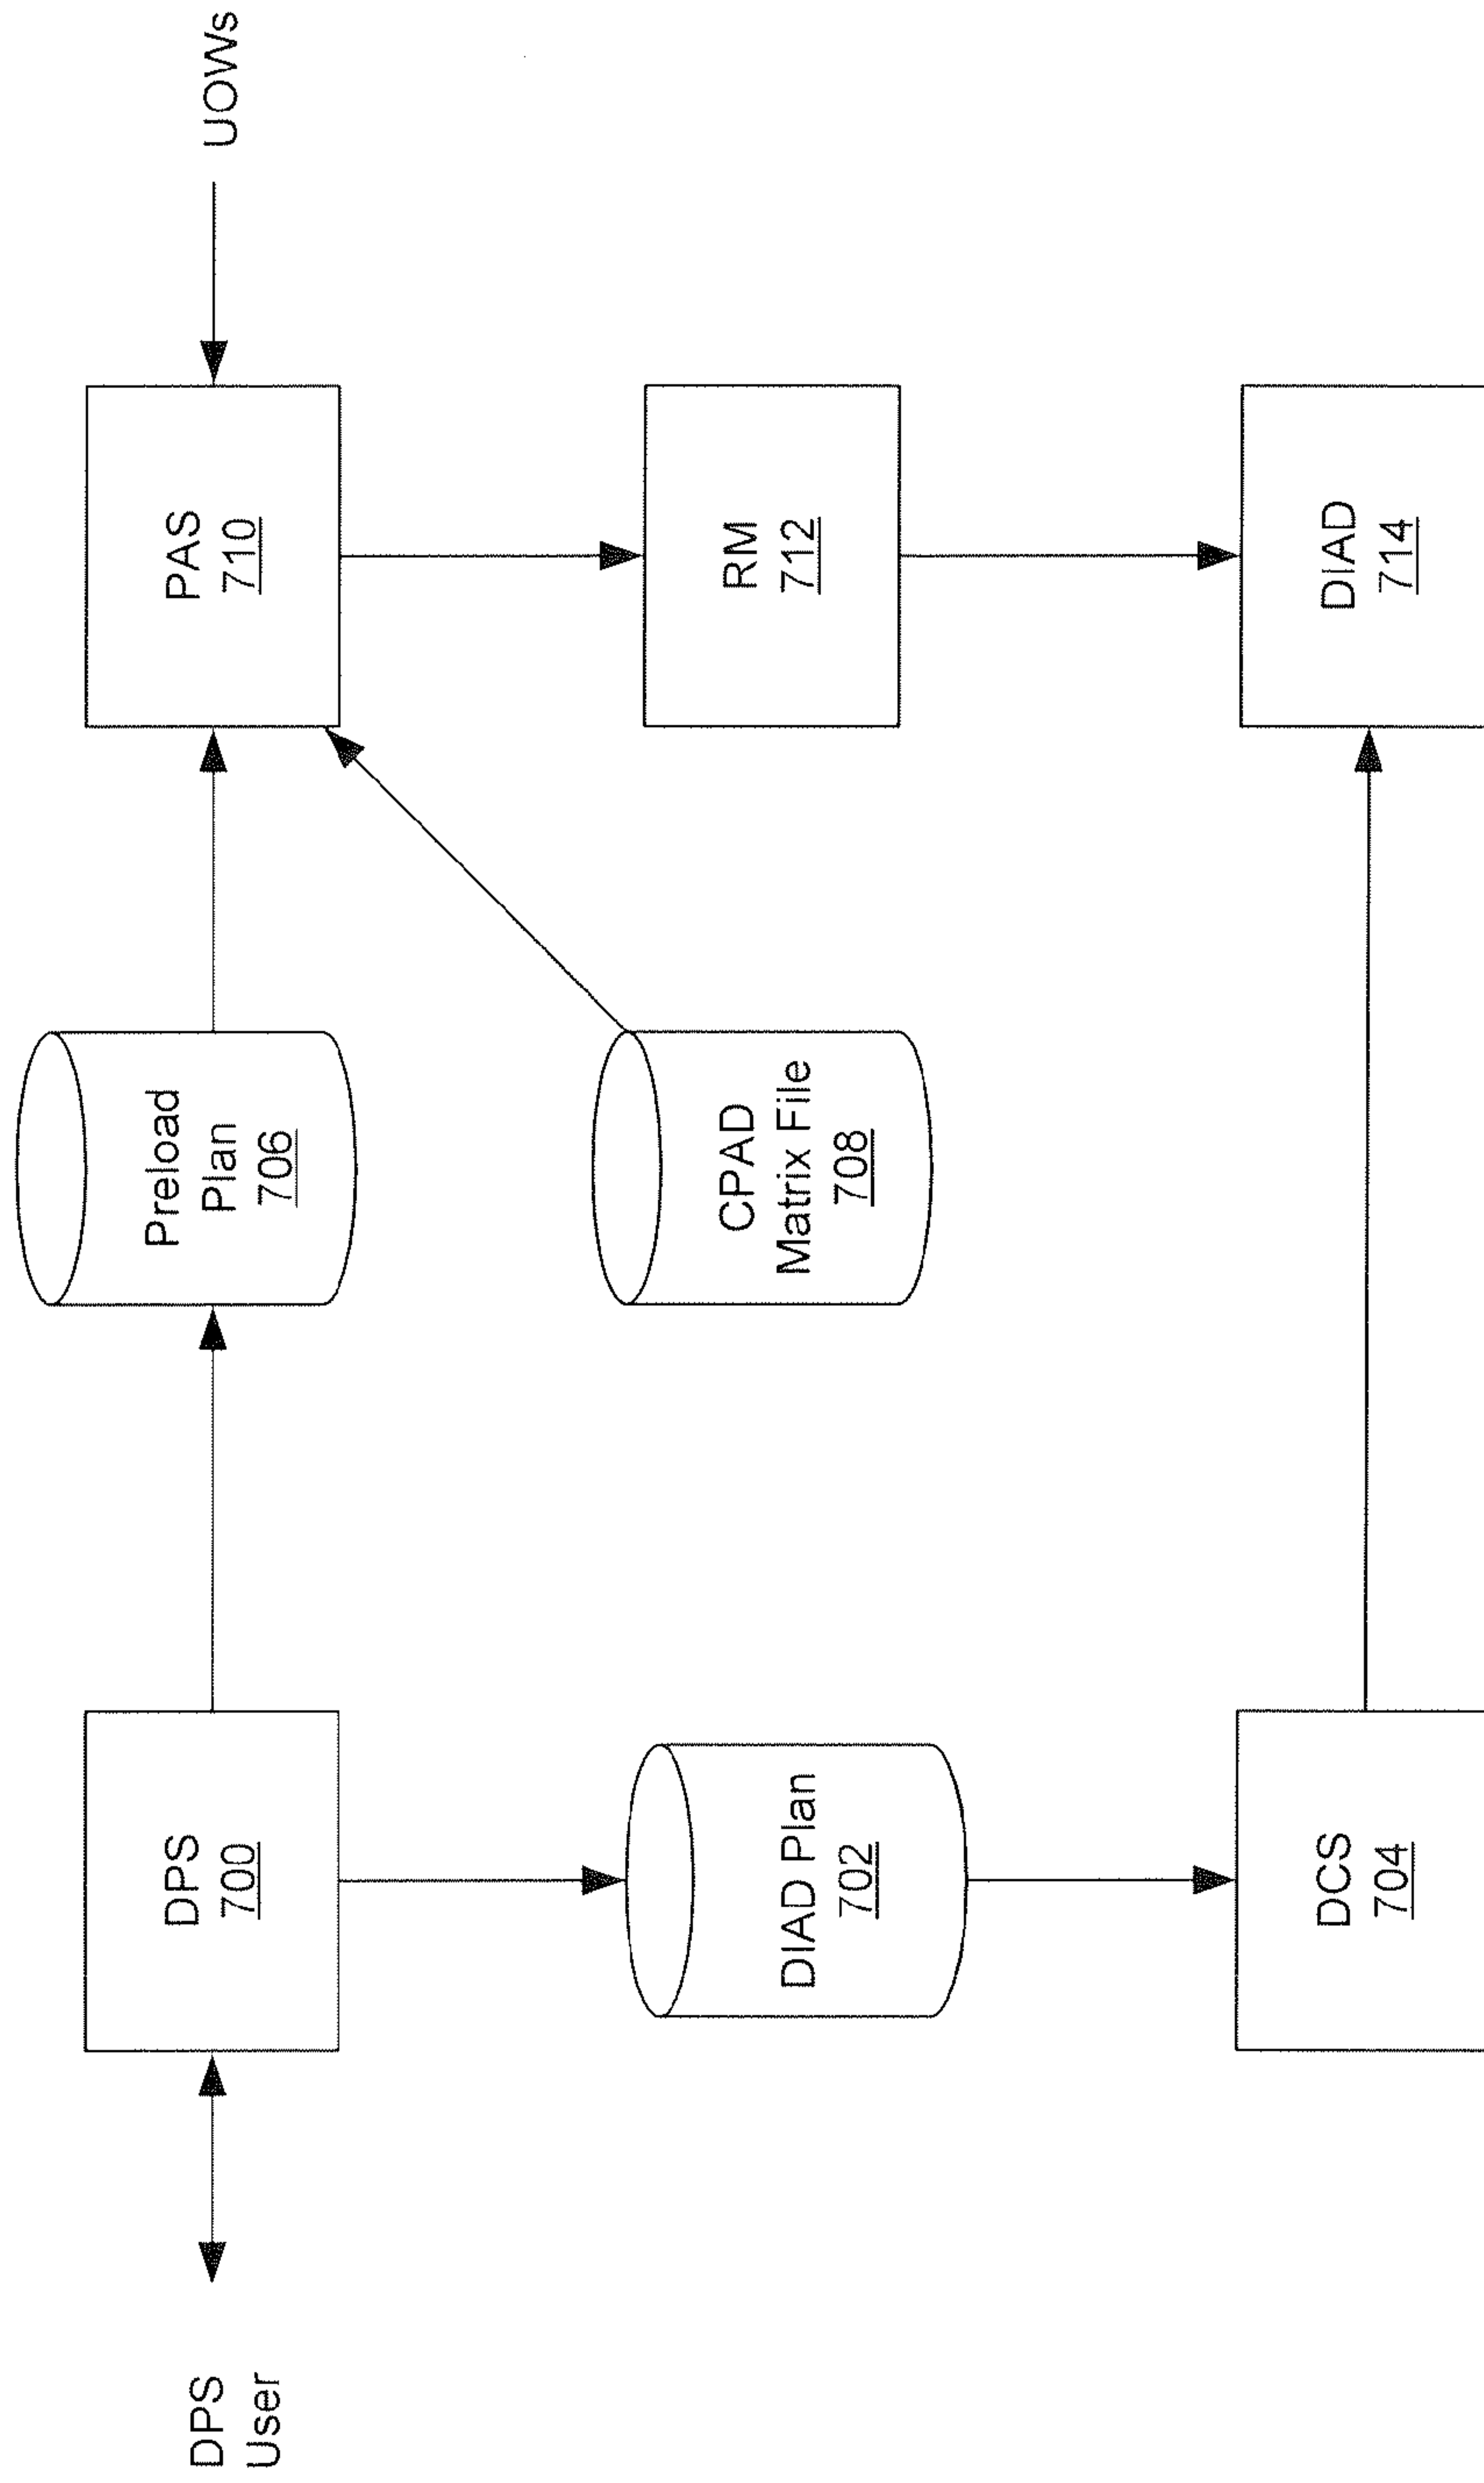 DPS
User
DPS
700
Preload
Plan
706
PAS
710
UOWs
DIAD Plan
702
CPAD
Matrix File
708
RM
712
DCS
704
DIAD
714